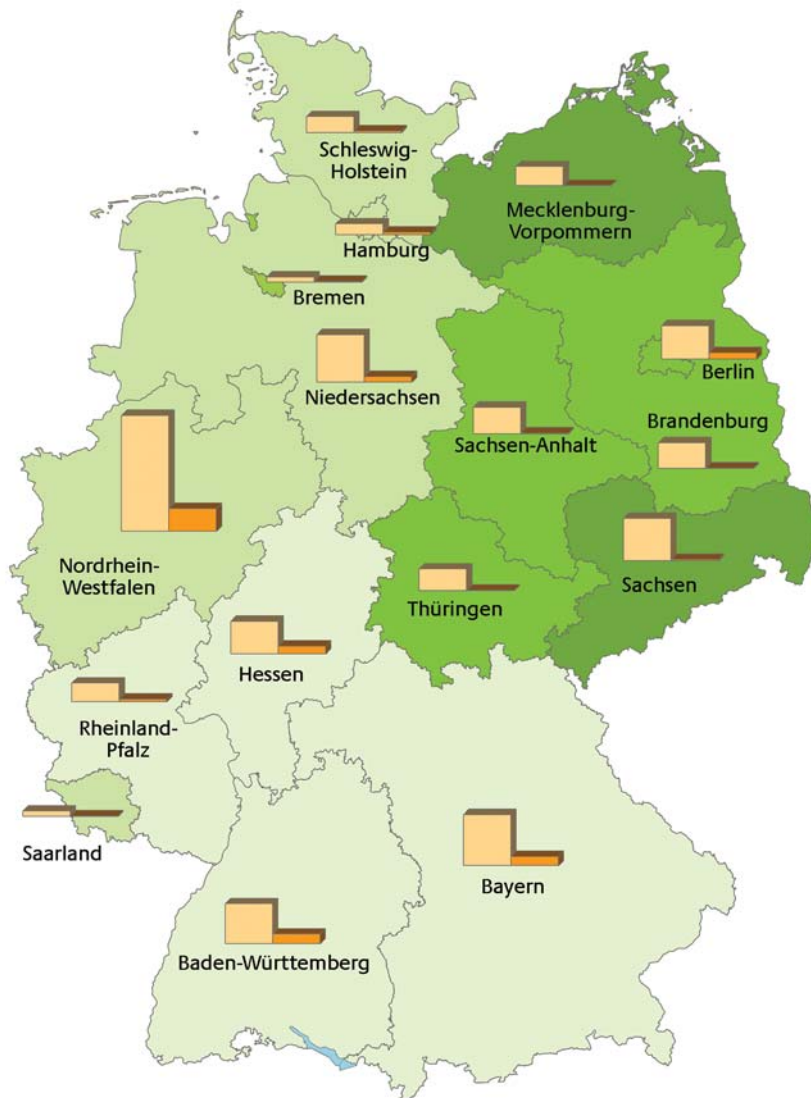 Schleswig-
Holstein
Mecklenburg-
Vorpommern
Hamburg
Bremen
Niedersachsen
Berlin
Brandenburg
Sachsen-Anhalt
Nordrhein-
Westfalen
Sachsen
Thüringen
Hessen
Rheinland-
Pfalz
Saarland
Bayern
Baden-Württemberg